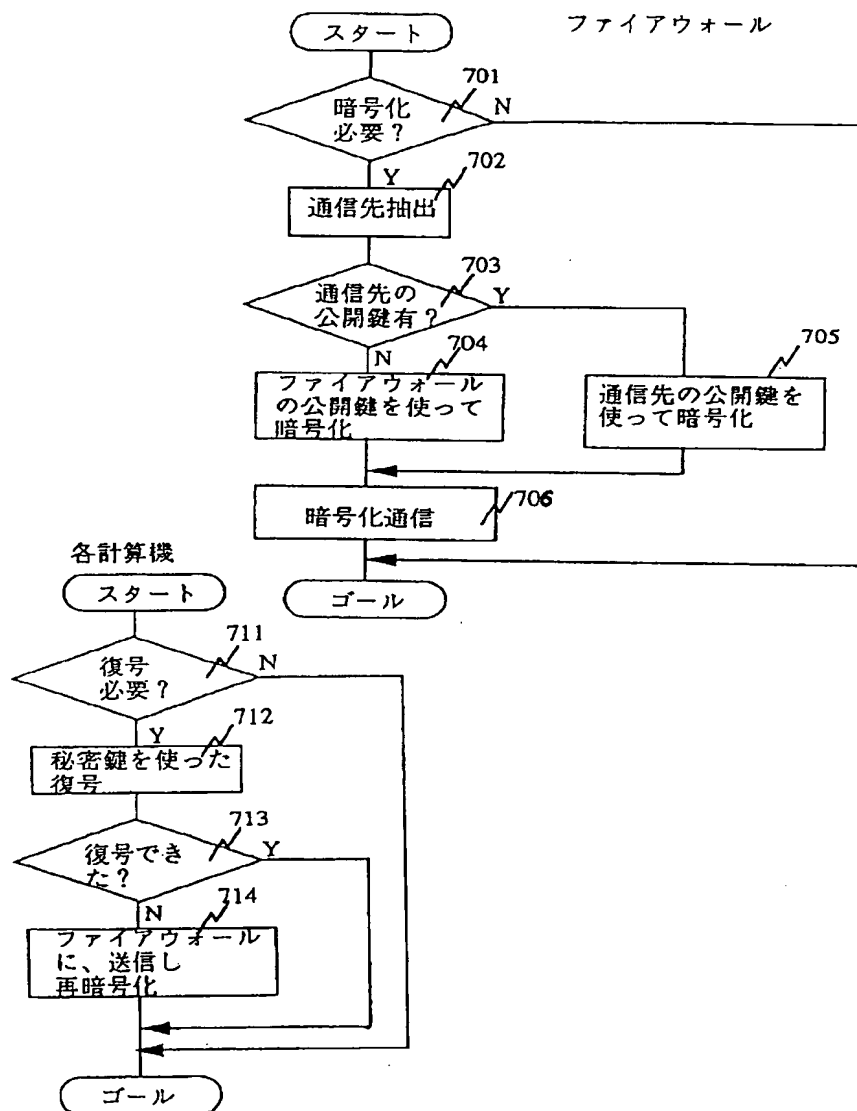 ファイアウォール
スタート
701
暗号化
必要？
N
Y
702
通信先抽出
703
通信先の
公開鍵有？
Y
N
704
ファイアウォール
の公開鍵を使って
暗号化
705
通信先の公開鍵を
使って暗号化
暗号化通信
706
ゴール
各計算機
スタート
711
復号
必要？
N
Y
712
秘密鍵を使った
復号
713
復号でき
た？
Y
N
714
ファイアウォール
に、送信し
再暗号化
ゴール